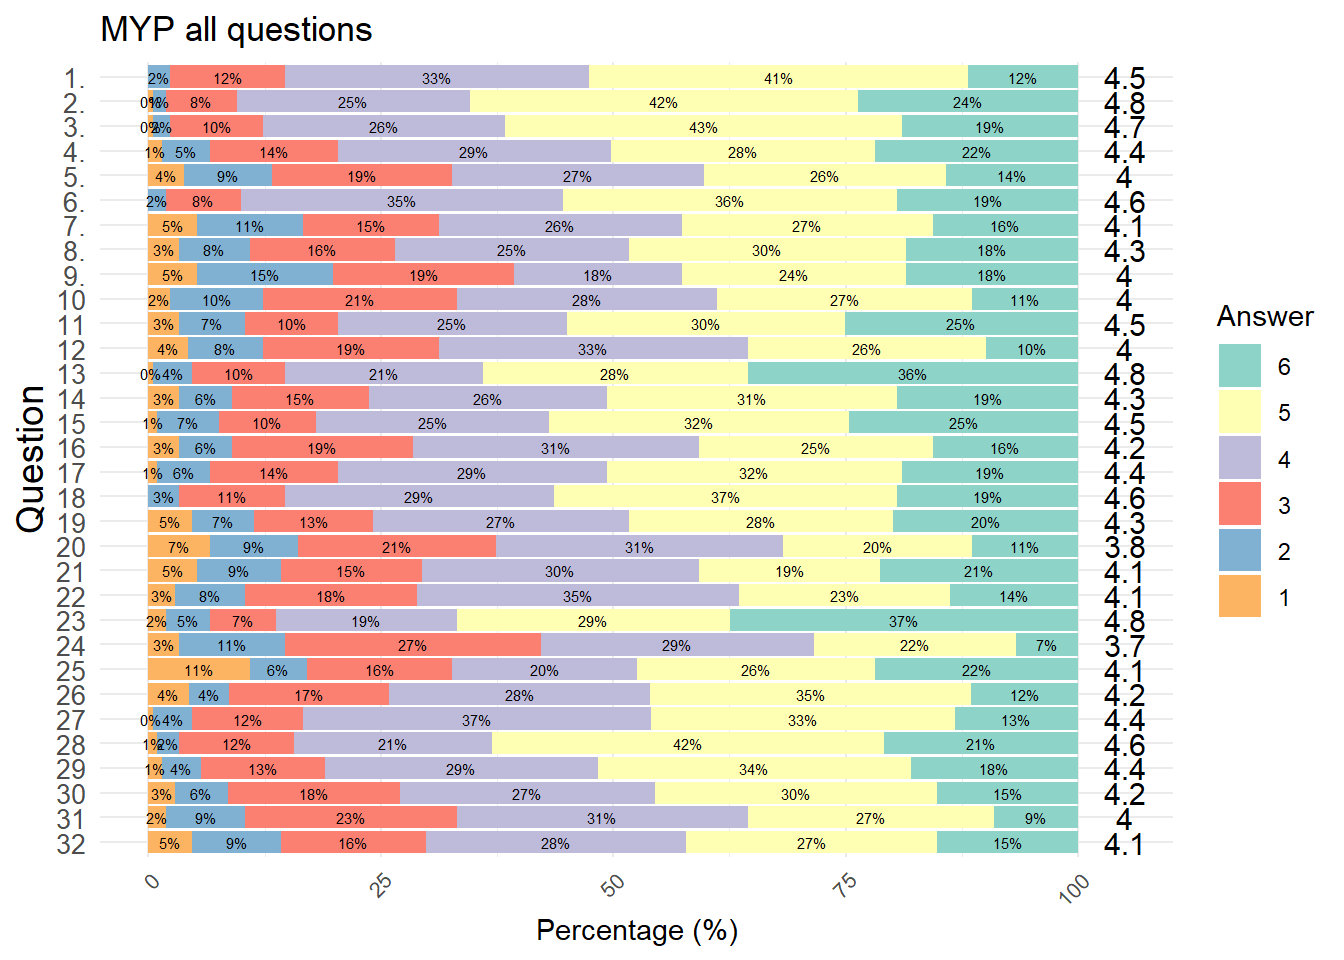 MYP all questions
1. 2% 12% 33% 41% 12% 4.5
2. 0% 1% 8% 25% 42% 24% 4.8
3. 0% 2% 10% 26% 43% 19% 4.7
4. 1% 5% 14% 29% 28% 22% 4.4
5. 4% 9% 19% 27% 26% 14% 4
6. 2% 8% 35% 36% 19% 4.6
7. 5% 11% 15% 26% 27% 16% 4.1
8. 3% 8% 16% 25% 30% 18% 4.3
9. 5% 15% 19% 18% 24% 18% 4
10 2% 10% 21% 28% 27% 11% 4
11 3% 7% 10% 25% 30% 25% 4.5
12 4% 8% 19% 33% 26% 10% 4
13 0% 4% 10% 21% 28% 36% 4.8
14 3% 6% 15% 26% 31% 19% 4.3
15 1% 7% 10% 25% 32% 25% 4.5
16 3% 6% 19% 31% 25% 16% 4.2
17 1% 6% 14% 29% 32% 19% 4.4
18 3% 11% 29% 37% 19% 4.6
19 5% 7% 13% 27% 28% 20% 4.3
20 7% 9% 21% 31% 20% 11% 3.8
21 5% 9% 15% 30% 19% 21% 4.1
22 3% 8% 18% 35% 23% 14% 4.1
23 2% 5% 7% 19% 29% 37% 4.8
24 3% 11% 27% 29% 22% 7% 3.7
25 11% 6% 16% 20% 26% 22% 4.1
26 4% 4% 17% 28% 35% 12% 4.2
27 0% 4% 12% 37% 33% 13% 4.4
28 1% 2% 12% 21% 42% 21% 4.6
29 1% 4% 13% 29% 34% 18% 4.4
30 3% 6% 18% 27% 30% 15% 4.2
31 2% 9% 23% 31% 27% 9% 4
32 5% 9% 16% 28% 27% 15% 4.1
0 25 50 75 100
Percentage (%)
Question
Answer
6
5
4
3
2
1